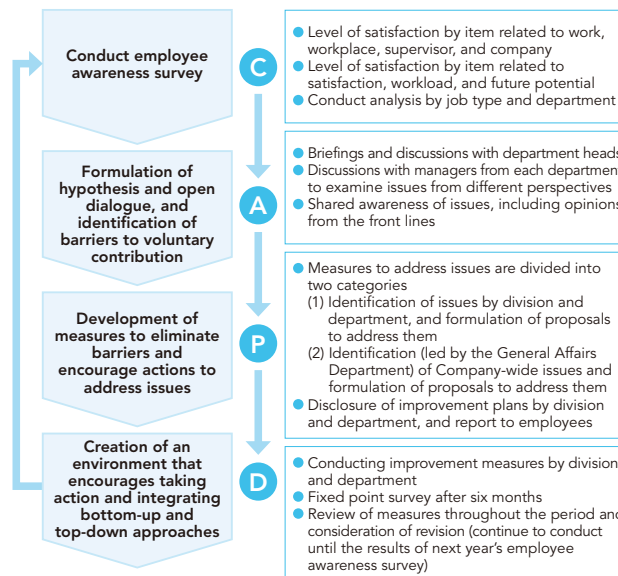 Conduct employee
awareness survey
C
● Level of satisfaction by item related to work,
workplace, supervisor, and company
● Level of satisfaction by item related to
satisfaction, workload, and future potential
● Conduct analysis by job type and department
Formulation of
hypothesis and open
dialogue, and
identification of
barriers to voluntary
contribution
A
● Briefings and discussions with department heads
● Discussions with managers from each departmen
to examine issues from different perspectives
● Shared awareness of issues, including opinions
from the front lines
Development of
measures to eliminate
barriers and
encourage actions to
address issues
P
● Measures to address issues are divided into
two categories
(1) Identification of issues by division and
department, and formulation of proposals
to address them
(2) Identification (led by the General Affairs
Department) of Company-wide issues and
formulation of proposals to address them
● Disclosure of improvement plans by division
and department, and report to employees
Creation of an
environment that
encourages taking
action and integrating
bottom-up and
top-down approaches
D
● Conducting improvement measures by division
and department
● Fixed point survey after six months
● Review of measures throughout the period and
consideration of revision (continue to conduct
until the results of next year's employee
awareness survey)